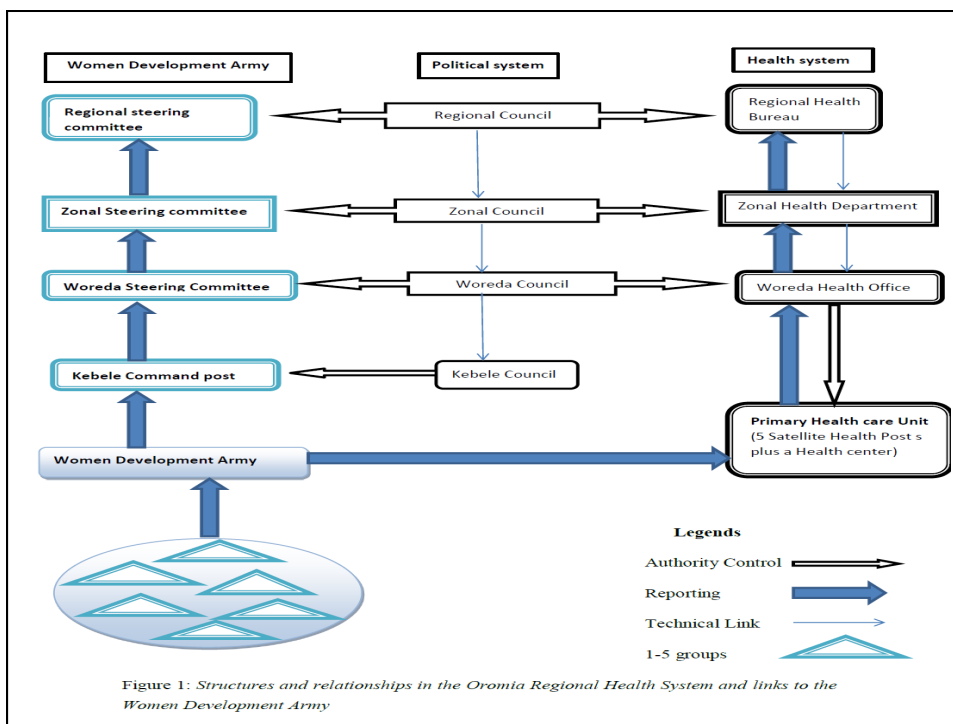 Women Development Army
Political system
Health system
Regional steering
committee
Regional Council
Regional Health
Bureau
Zonal Steering committee
Zonal Council
Zonal Health Department
Woreda Steering Committee
Woreda Council
Woreda Health Office
Kebele Command post
Kebele Council
Primary Health care Unit
(5 Satellite Health Post s
plus a Health center)
Women Development Army
Legends
Authority Control
Reporting
Technical Link
1-5 groups
Figure 1: Structures and relationships in the Oromia Regional Health System and links to the
Women Development Army